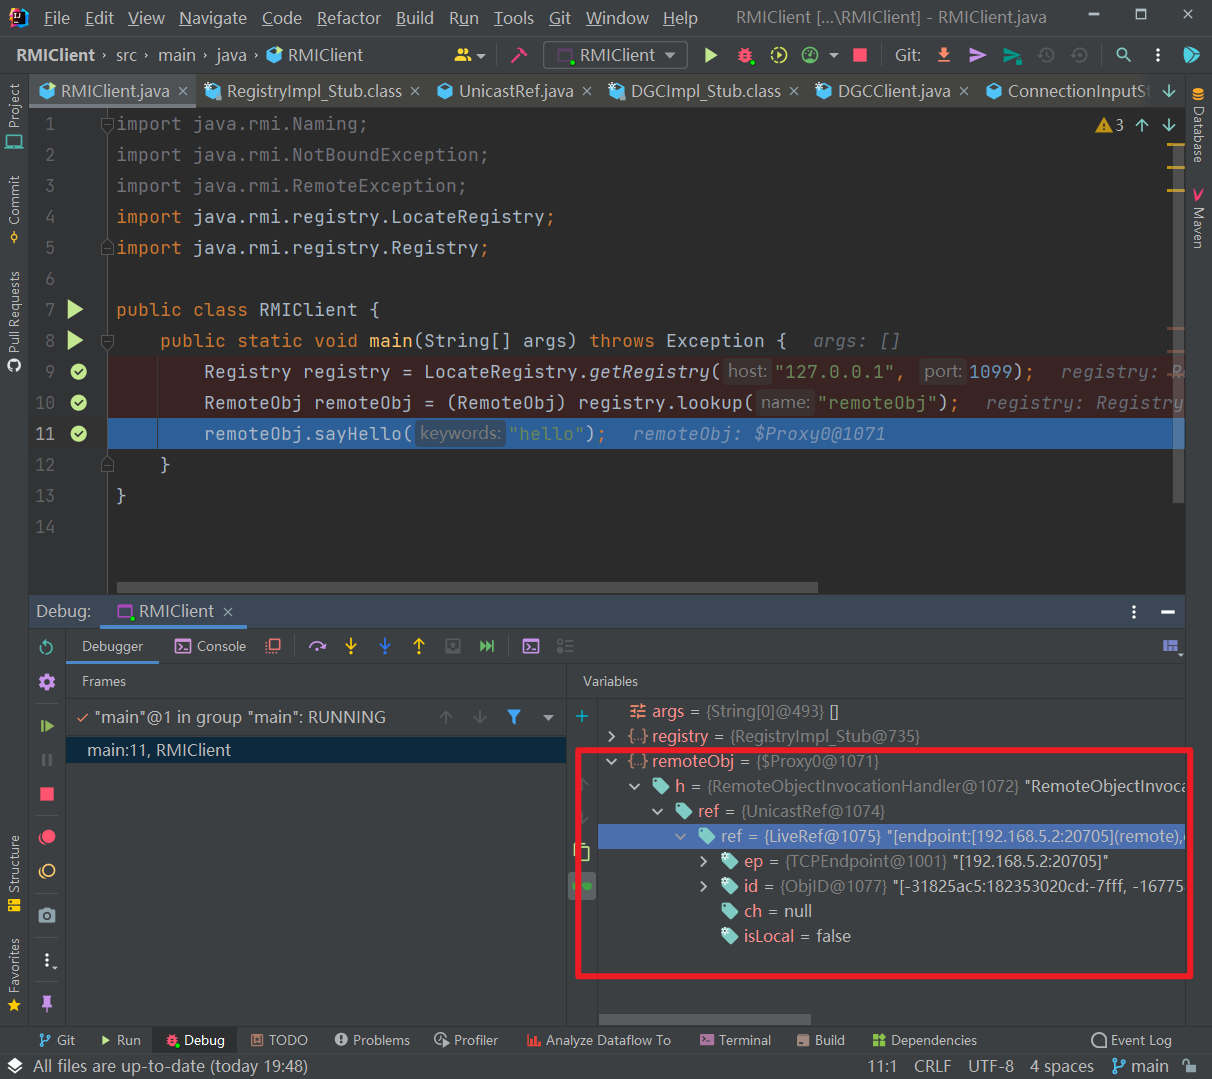 File Edit View Navigate Code Refactor Build Run Tools Git Window Help RMIClient [...\RMIClient] - RMIClient.java
RMIClient › src › main › java › RMIClient RMIClient Git:
RMIClient.java × RegistryImpl_Stub.class × UnicastRef.java × DGCImpl_Stub.class × DGCClient.java × ConnectionInputSt
1 import java.rmi.Naming; 3
2 import java.rmi.NotBoundException;
3 import java.rmi.RemoteException;
4 import java.rmi.registry.LocateRegistry;
5 import java.rmi.registry.Registry;
6
7 public class RMIClient {
8 public static void main(String[] args) throws Exception { args: []
9 Registry registry = LocateRegistry.getRegistry( host: "127.0.0.1", port: 1099); registry: Re
10 RemoteObj remoteObj = (RemoteObj) registry.lookup( name: "remoteObj"); registry: Registry
11 remoteObj.sayHello( keywords: "hello"); remoteObj: $Proxy0@1071
12 }
13 }
14
Project
Commit
Pull Requests
Structure
Favorites
Database
Maven
Debug: RMIClient ×
Debugger Console
Frames Variables
"main"@1 in group "main": RUNNING
main:11, RMIClient
args = {String[0]@493} []
registry = {RegistryImpl_Stub@735}
remoteObj = {$Proxy0@1071}
h = {RemoteObjectInvocationHandler@1072} "RemoteObjectInvoca
ref = {UnicastRef@1074}
ref = {LiveRef@1075} "[endpoint:[192.168.5.2:20705](remote),
ep = {TCPEndpoint@1001} "[192.168.5.2:20705]"
id = {ObjID@1077} "[-31825ac5:182353020cd:-7fff, -16775
ch = null
isLocal = false
Git Run Debug TODO Problems Profiler Analyze Dataflow To Terminal Build Dependencies Event Log
All files are up-to-date (today 19:48) 11:1 CRLF UTF-8 4 spaces main